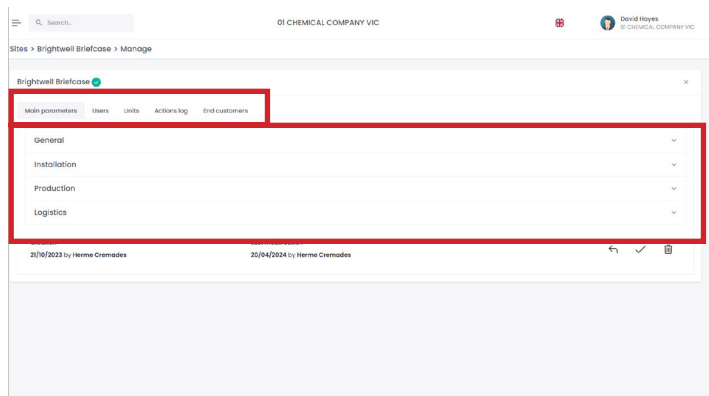 Search...
01 CHEMICAL COMPANY VIC
David Hayes
01 CHEMICAL COMPANY VIC
Sites > Brightwell Briefcase > Manage
Brightwell Briefcase
Main parameters Users Units Actions log End customers
General
Installation
Production
Logistics
21/10/2023 by Herme Cremades
20/04/2024 by Herme Cremades